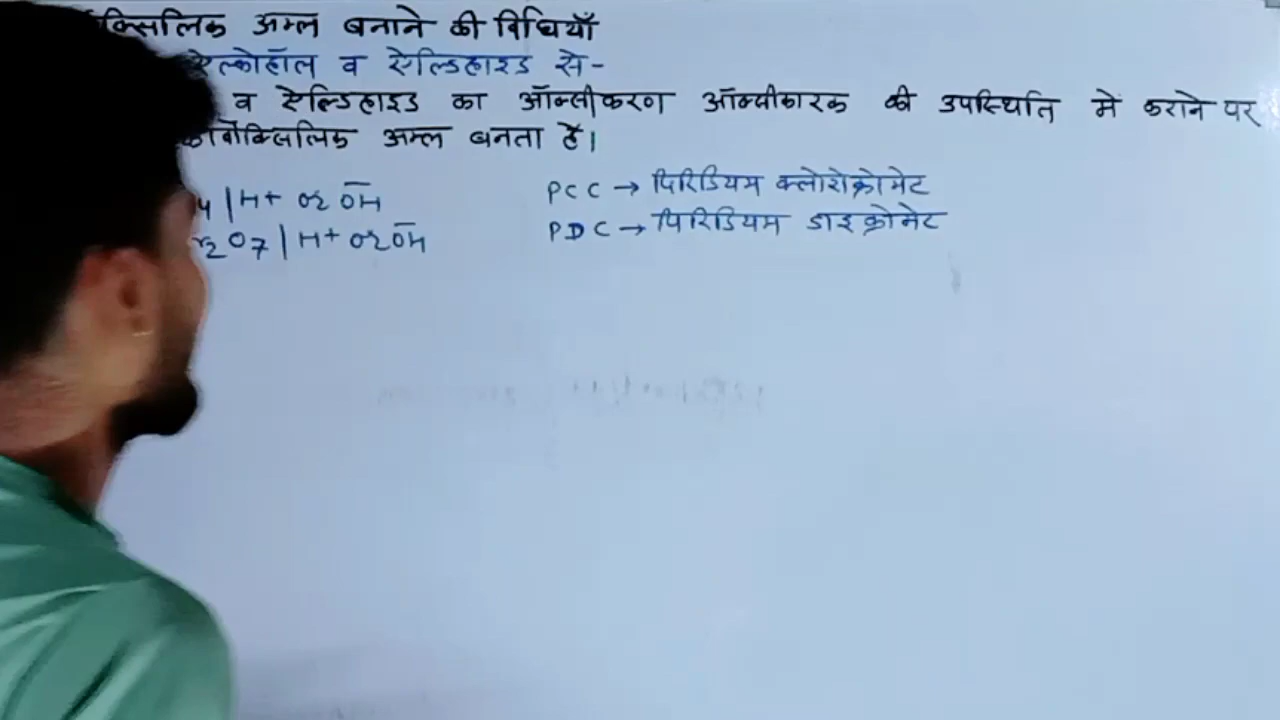 क्सिलिक अम्ल बनाने की विधियाँ
ऐल्कोहॉल व ऐल्डिहाइड से-
व ऐल्डिहाइड का ऑक्सीकरण ऑक्सीकारक की उपस्थिति में कराने पर
कार्बोक्सिलिक अम्ल बनता है।
4 | H+ or OH̅
r2O7 | H+ or OH̅
PCC → पिरिडियम क्लोरोक्रोमेट
PDC → पिरिडियम डाइक्रोमेट